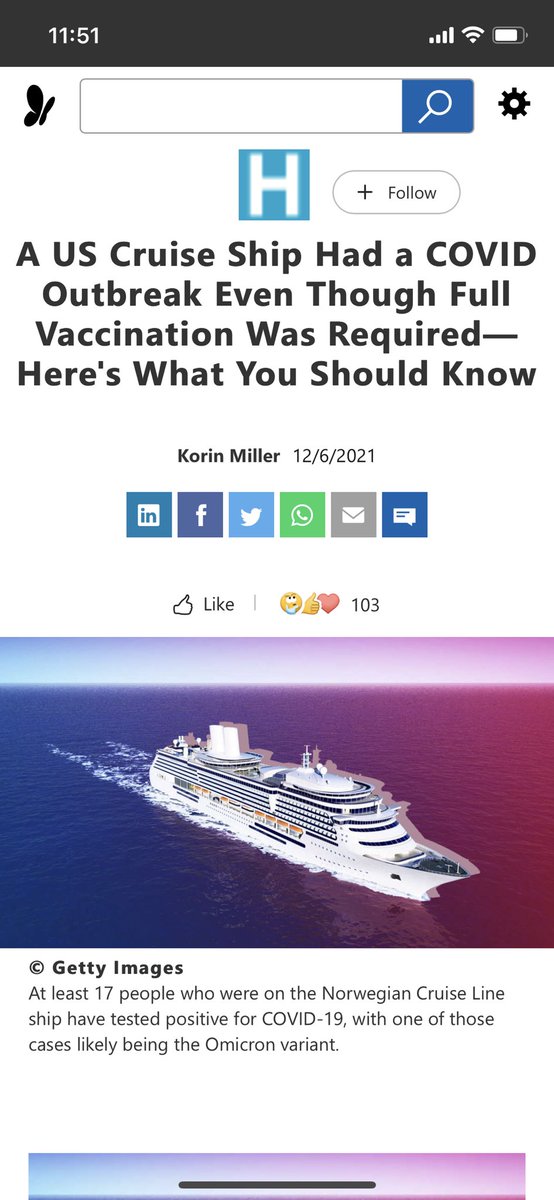 11:51
H
+ Follow
A US Cruise Ship Had a COVID
Outbreak Even Though Full
Vaccination Was Required—
Here's What You Should Know
Korin Miller 12/6/2021
in f
Like 103
© Getty Images
At least 17 people who were on the Norwegian Cruise Line
ship have tested positive for COVID-19, with one of those
cases likely being the Omicron variant.